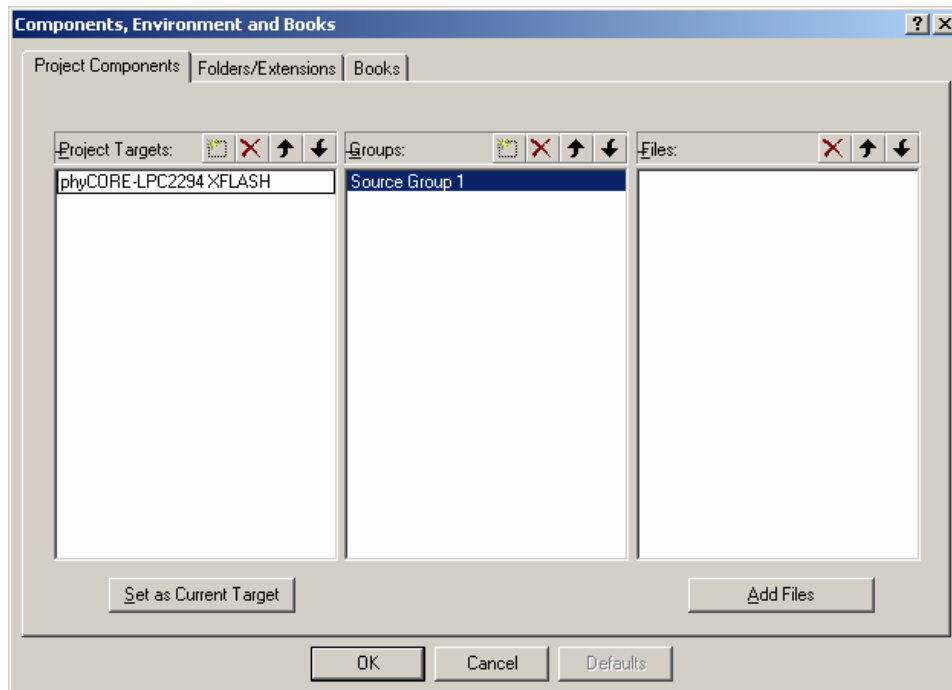 Components, Environment and Books
Project Components
Folders/Extensions
Books
Project Targets:
Groups:
Files:
phyCORE-LPC2294 XFLASH
Source Group 1
Set as Current Target
Add Files
OK
Cancel
Defaults